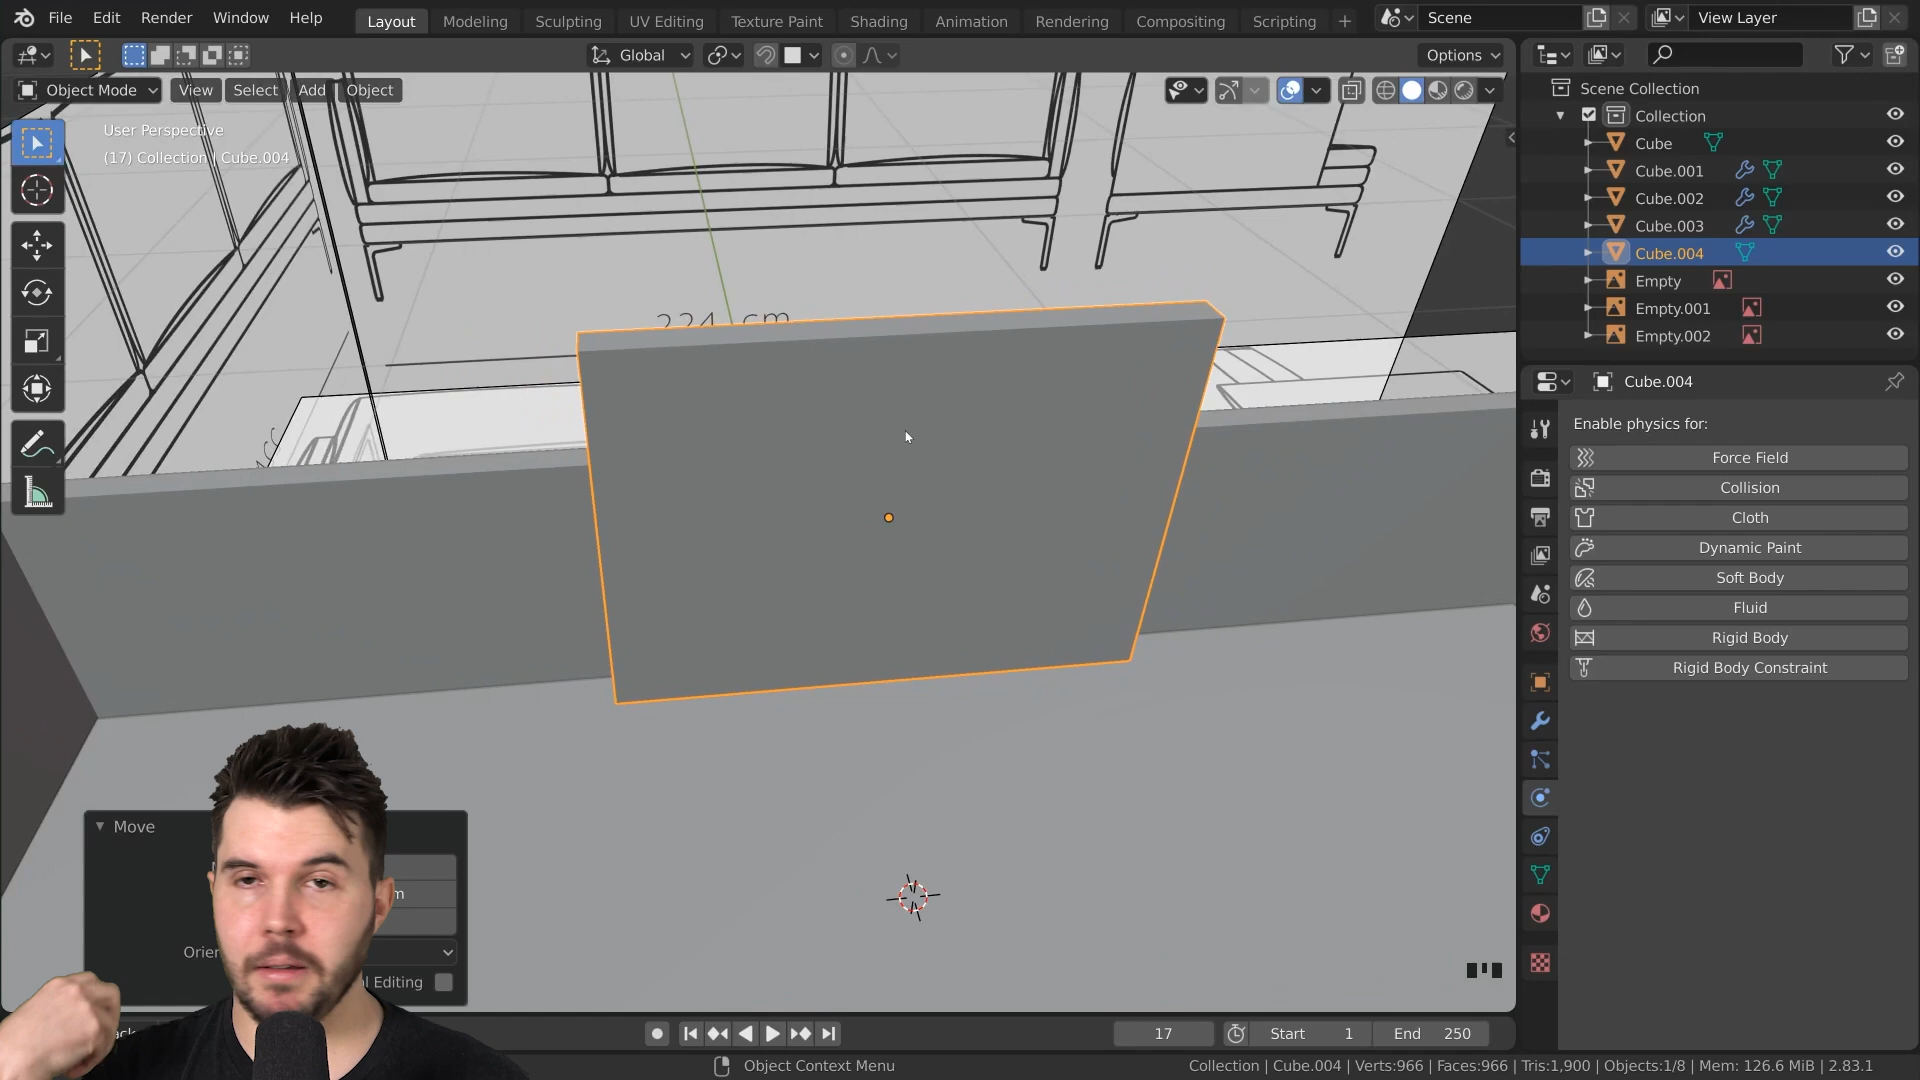 File Edit Render Window Help Layout Modeling Sculpting UV Editing Texture Paint Shading Animation Rendering Compositing Scripting Scene View Layer
Global Options
Object Mode View Select Add Object
User Perspective
(17) Collection | Cube.004
224 cm
Scene Collection
Collection
Cube
Cube.001
Cube.002
Cube.003
Cube.004
Empty
Empty.001
Empty.002
Cube.004
Enable physics for:
Force Field
Collision
Cloth
Dynamic Paint
Soft Body
Fluid
Rigid Body
Rigid Body Constraint
Move
m
Orien
l Editing
17 Start 1 End 250
Object Context Menu
Collection | Cube.004 | Verts:966 | Faces:966 | Tris:1,900 | Objects:1/8 | Mem: 126.6 MiB | 2.83.1